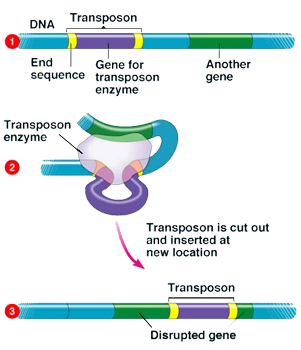 DNA
Transposon
1
End
sequence
Gene for
transposon
enzyme
Another
gene
Transposon
enzyme
2
Transposon is cut out
and inserted at
new location
Transposon
3
Disrupted gene